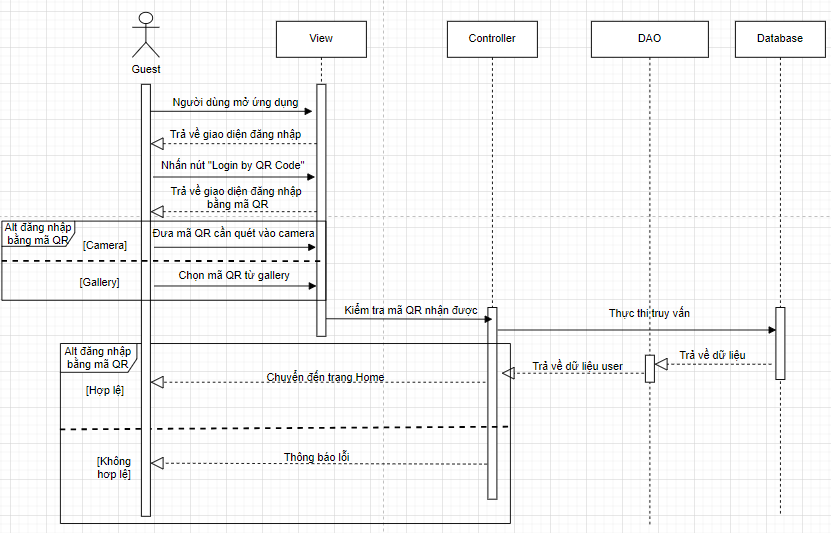 View
Controller
DAO
Database
Guest
Người dùng mở ứng dụng
Trả về giao diện đăng nhập
Nhấn nút "Login by QR Code"
Trả về giao diện đăng nhập
bằng mã QR
Alt đăng nhập
bằng mã QR
[Camera]
Đưa mã QR cần quét vào camera
[Gallery]
Chọn mã QR từ gallery
Kiểm tra mã QR nhận được
Thực thi truy vấn
Alt đăng nhập
bằng mã QR
Trả về dữ liệu
Trả về dữ liệu user
Chuyển đến trang Home
[Hợp lệ]
Thông báo lỗi
[Không
hợp lệ]